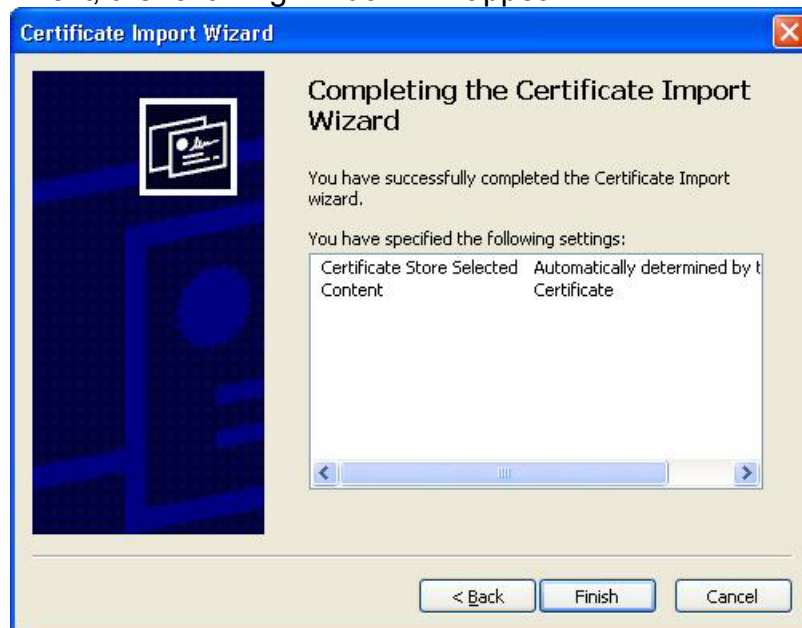 Certificate Import Wizard
Completing the Certificate Import
Wizard
You have successfully completed the Certificate Import
wizard.
You have specified the following settings:
Certificate Store Selected Automatically determined by t
Content Certificate
< Back Finish Cancel